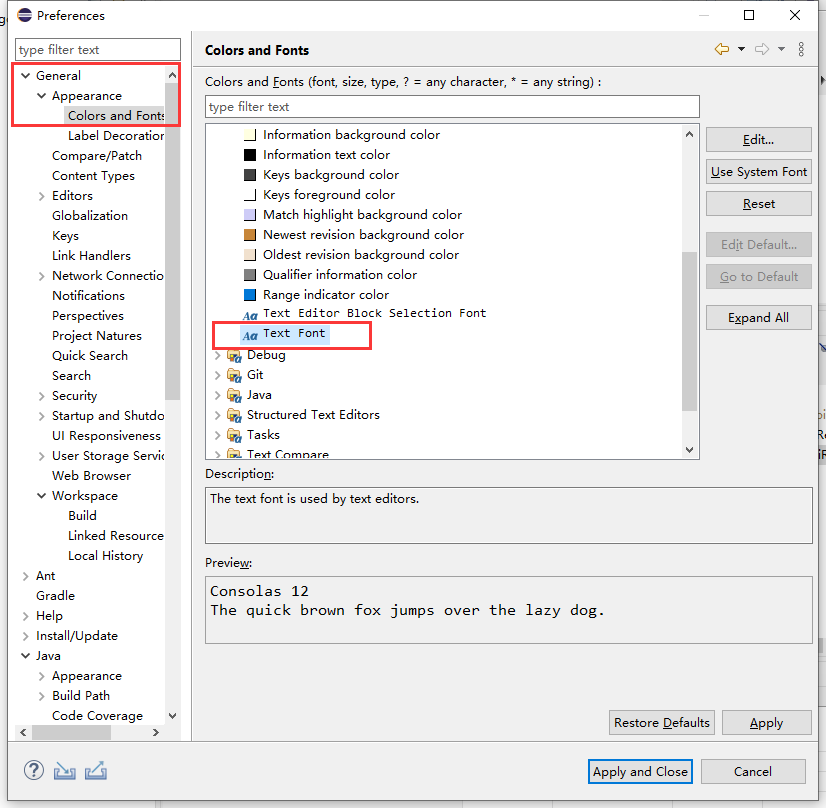 Preferences
type filter text
General
Appearance
Colors and Fonts
Label Decoration
Compare/Patch
Content Types
Editors
Globalization
Keys
Link Handlers
Network Connectio
Notifications
Perspectives
Project Natures
Quick Search
Search
Security
Startup and Shutdo
UI Responsiveness
User Storage Servic
Web Browser
Workspace
Build
Linked Resource
Local History
Ant
Gradle
Help
Install/Update
Java
Appearance
Build Path
Code Coverage
Colors and Fonts
Colors and Fonts (font, size, type, ? = any character, * = any string) :
type filter text
Information background color
Information text color
Keys background color
Keys foreground color
Match highlight background color
Newest revision background color
Oldest revision background color
Qualifier information color
Range indicator color
Aa Text Editor Block Selection Font
Aa Text Font
Debug
Git
Java
Structured Text Editors
Tasks
Text Compare
Edit...
Use System Font
Reset
Edit Default...
Go to Default
Expand All
Description:
The text font is used by text editors.
Preview:
Consolas 12
The quick brown fox jumps over the lazy dog.
Restore Defaults
Apply
?
Apply and Close
Cancel